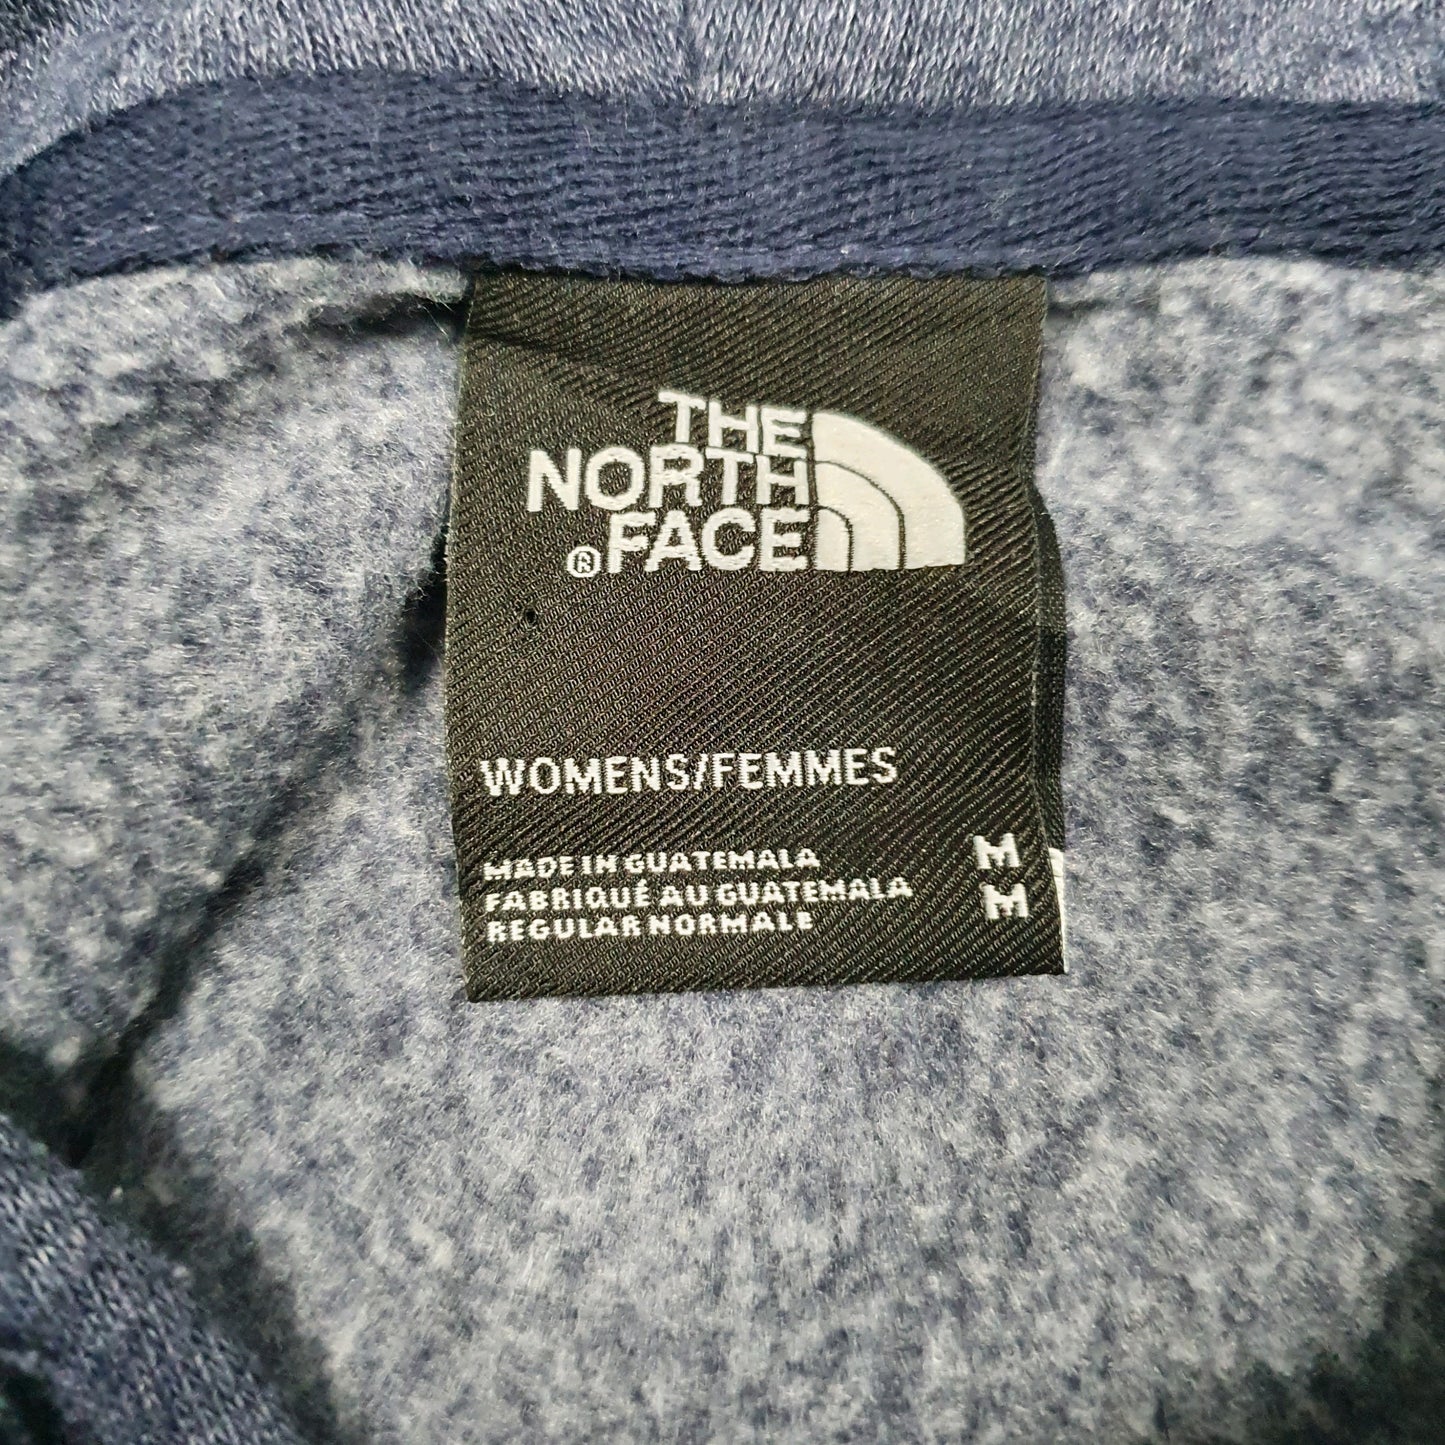 THE
NORTH
® FACE
WOMENS/FEMMES
MADE IN GUATEMALA M
FABRIQUÉ AU GUATEMALA M
REGULAR NORMALE